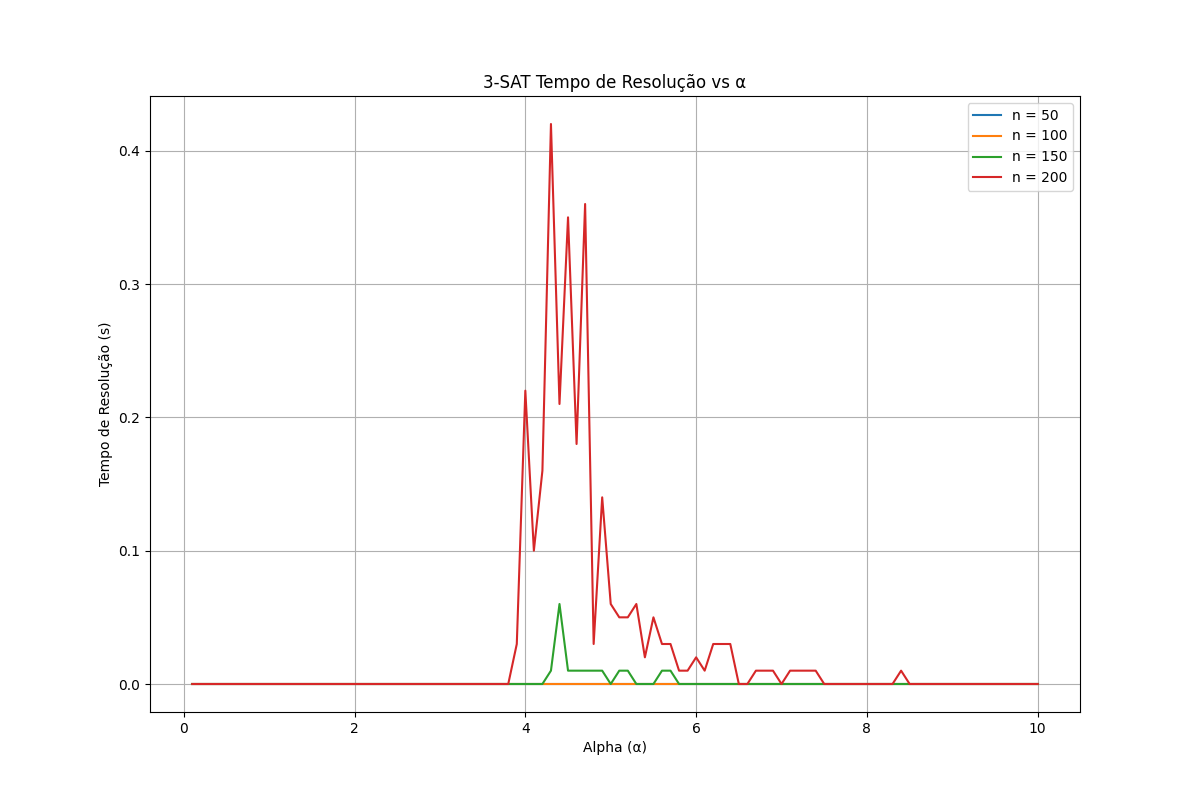 3-SAT Tempo de Resolução vs α
n = 50
n = 100
n = 150
n = 200
Tempo de Resolução (s)
0.4
0.3
0.2
0.1
0.0
0 2 4 6 8 10
Alpha (α)